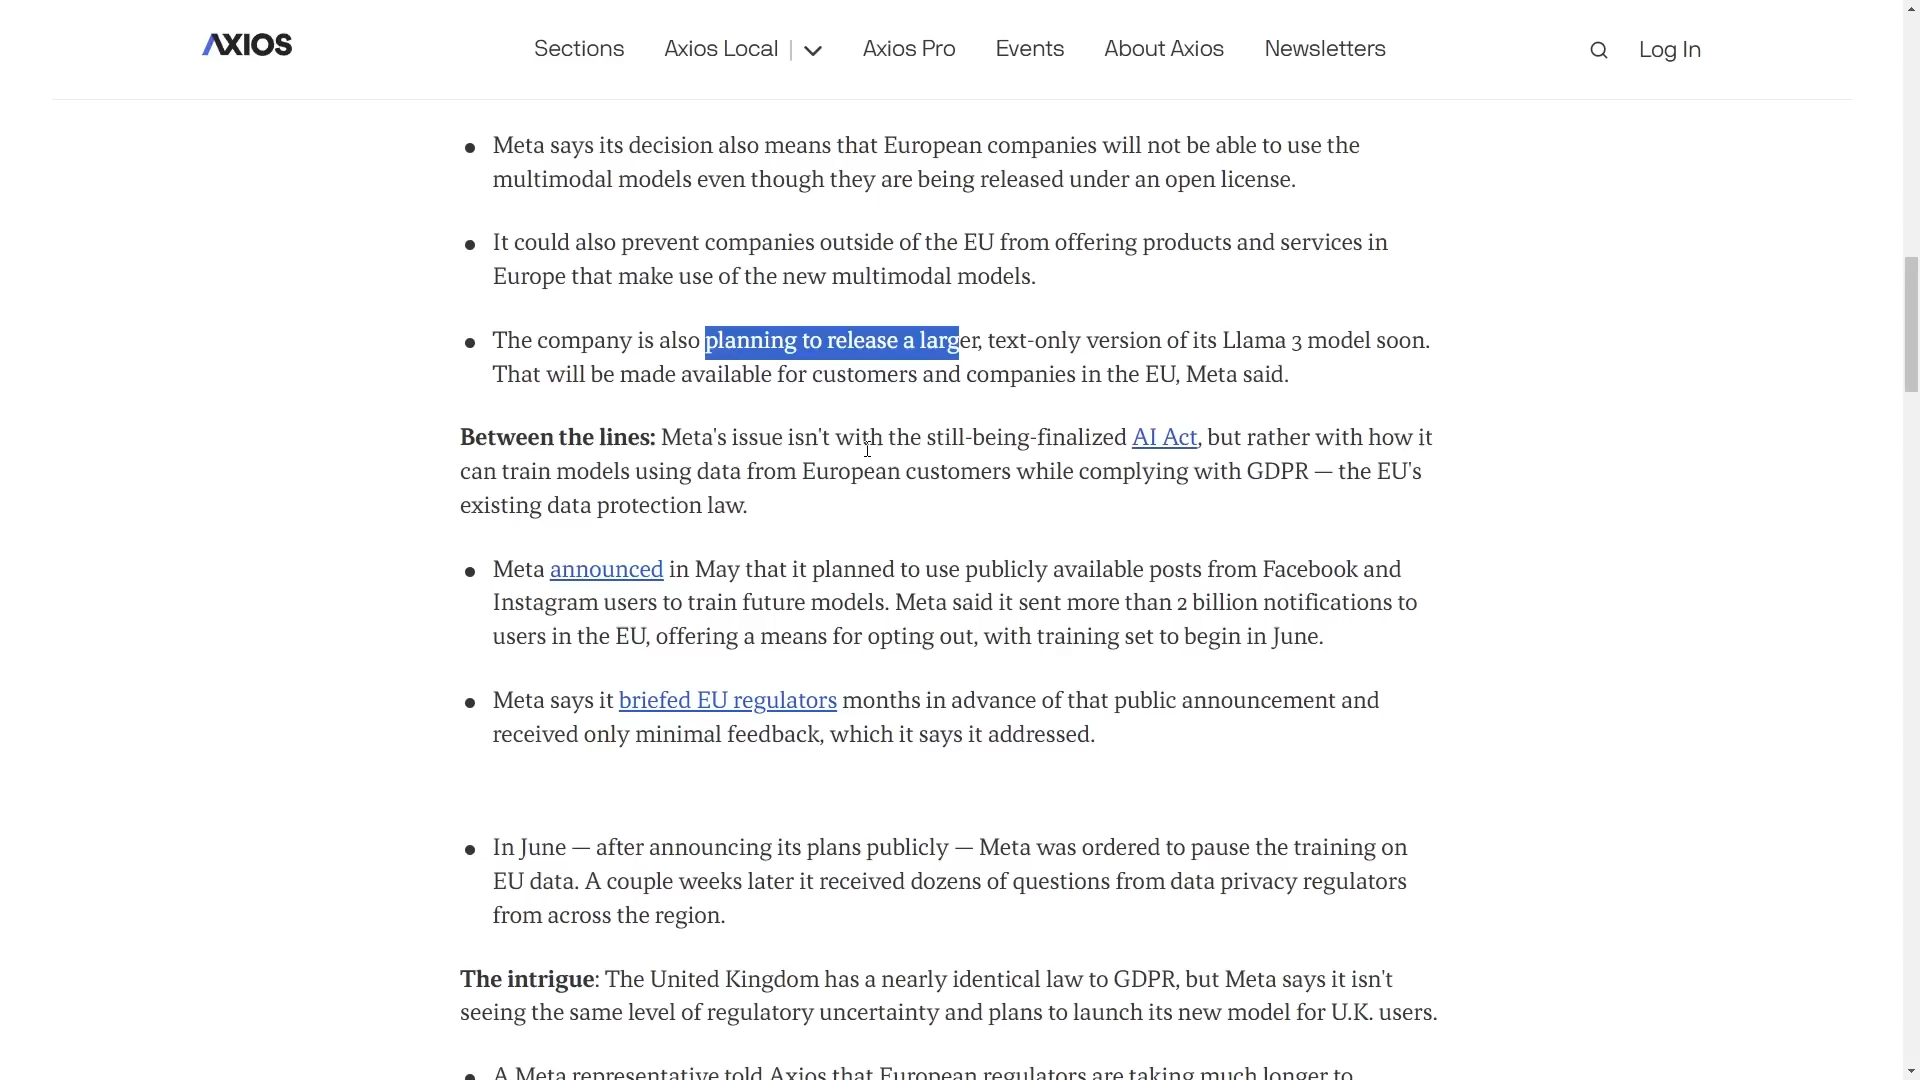 AXIOS
Sections
Axios Local
Axios Pro
Events
About Axios
Newsletters
Log In
Meta says its decision also means that European companies will not be able to use the
multimodal models even though they are being released under an open license.
It could also prevent companies outside of the EU from offering products and services in
Europe that make use of the new multimodal models.
The company is also planning to release a larger, text-only version of its Llama 3 model soon.
That will be made available for customers and companies in the EU, Meta said.
Between the lines: Meta's issue isn't with the still-being-finalized AI Act, but rather with how it
can train models using data from European customers while complying with GDPR — the EU's
existing data protection law.
Meta announced in May that it planned to use publicly available posts from Facebook and
Instagram users to train future models. Meta said it sent more than 2 billion notifications to
users in the EU, offering a means for opting out, with training set to begin in June.
Meta says it briefed EU regulators months in advance of that public announcement and
received only minimal feedback, which it says it addressed.
In June — after announcing its plans publicly — Meta was ordered to pause the training on
EU data. A couple weeks later it received dozens of questions from data privacy regulators
from across the region.
The intrigue: The United Kingdom has a nearly identical law to GDPR, but Meta says it isn't
seeing the same level of regulatory uncertainty and plans to launch its new model for U.K. users.
A Meta representative told Axios that European regulators are taking much longer to